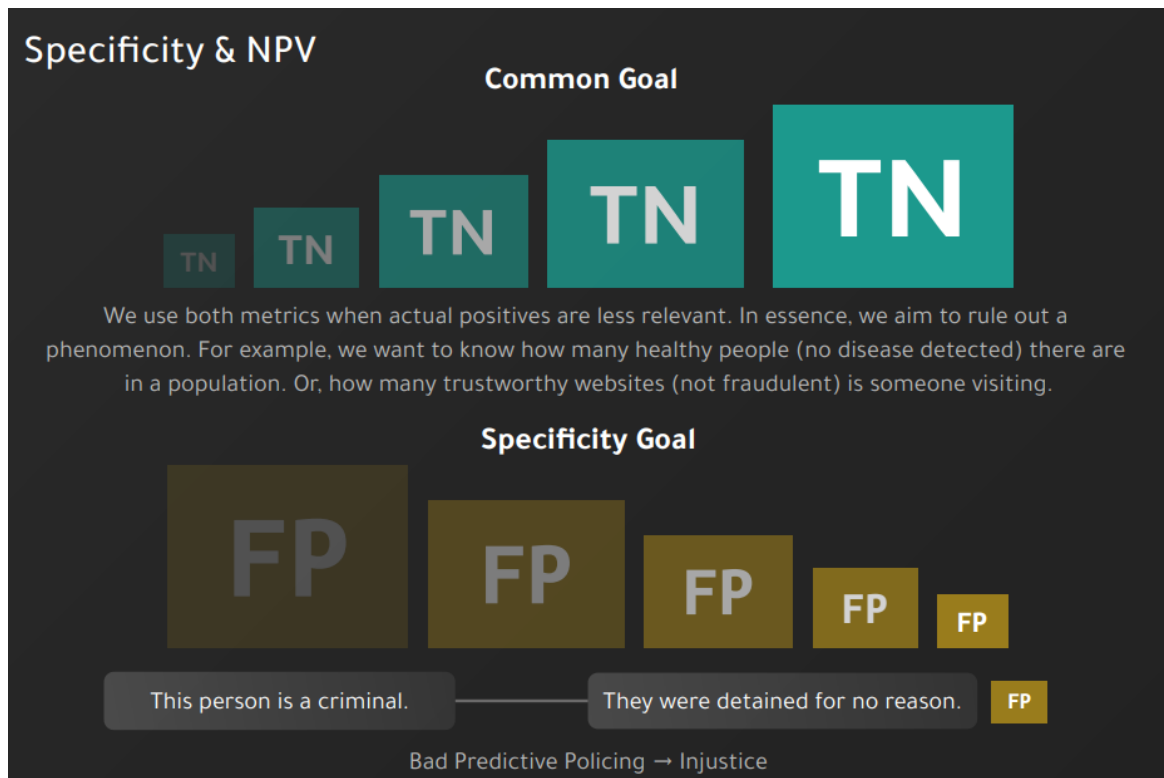 Specificity & NPV
Common Goal
TN TN TN TN TN
We use both metrics when actual positives are less relevant. In essence, we aim to rule out a
phenomenon. For example, we want to know how many healthy people (no disease detected) there are
in a population. Or, how many trustworthy websites (not fraudulent) is someone visiting.
Specificity Goal
FP FP FP FP FP
This person is a criminal. They were detained for no reason. FP
Bad Predictive Policing → Injustice